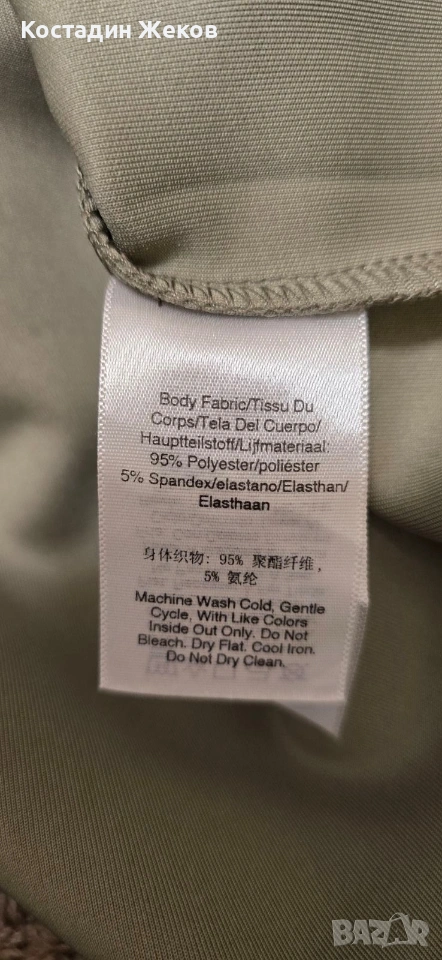 Костадин Жеков
Body Fabric/Tissu Du
Corps/Tela Del Cuerpo/
Hauptteilstoff/Lijfmateriaal:
95% Polyester/poliéster
5% Spandex/elastano/Elasthan/
Elasthaan
身体织物: 95% 聚酯纤维,
5% 氨纶
Machine Wash Cold, Gentle
Cycle, With Like Colors
Inside Out Only. Do Not
Bleach. Dry Flat. Cool Iron.
Do Not Dry Clean.
BAZAR